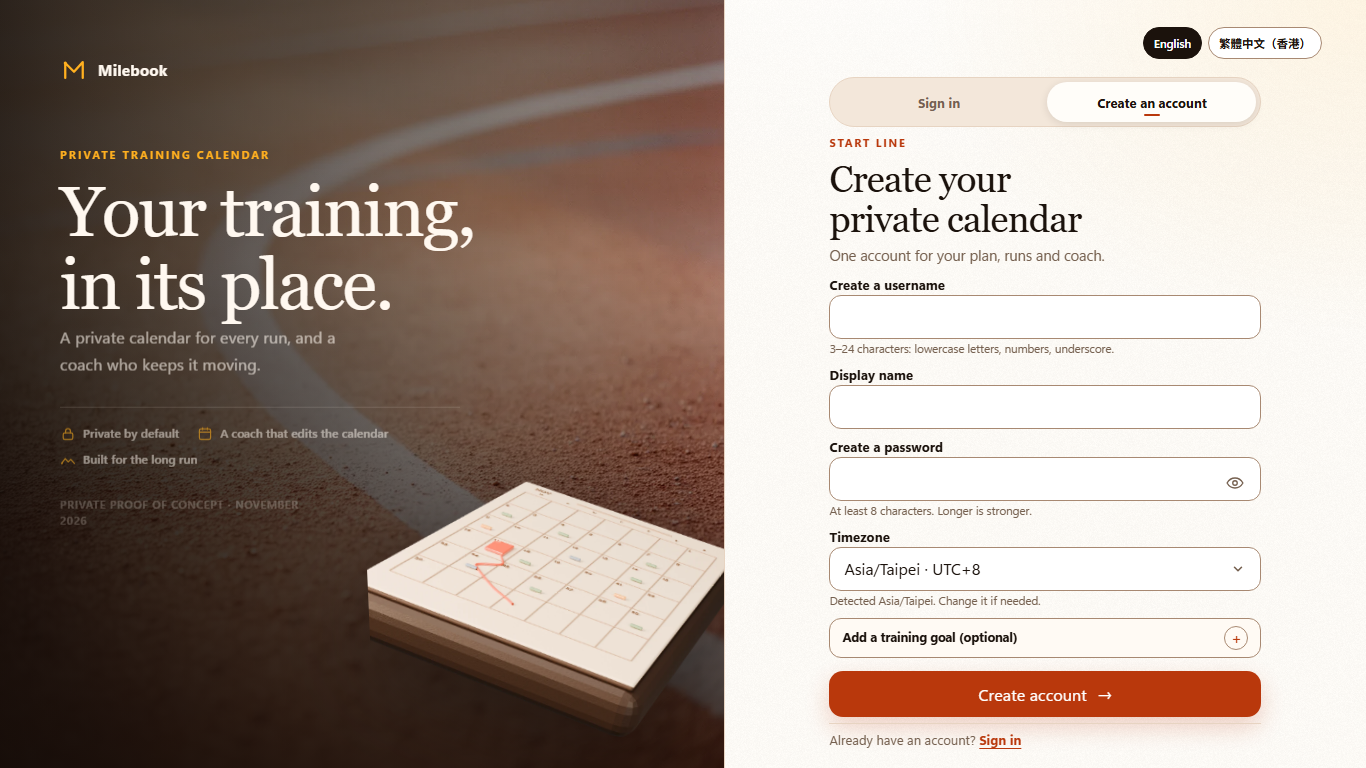 Milebook
PRIVATE TRAINING CALENDAR
Your training,
in its place.
A private calendar for every run, and a
coach who keeps it moving.
Private by default
A coach that edits the calendar
Built for the long run
PRIVATE PROOF OF CONCEPT · NOVEMBER
2026
English
繁體中文（香港）
Sign in
Create an account
START LINE
Create your
private calendar
One account for your plan, runs and coach.
Create a username
3–24 characters: lowercase letters, numbers, underscore.
Display name
Create a password
At least 8 characters. Longer is stronger.
Timezone
Asia/Taipei · UTC+8
Detected Asia/Taipei. Change it if needed.
Add a training goal (optional)
+
Create account →
Already have an account? Sign in